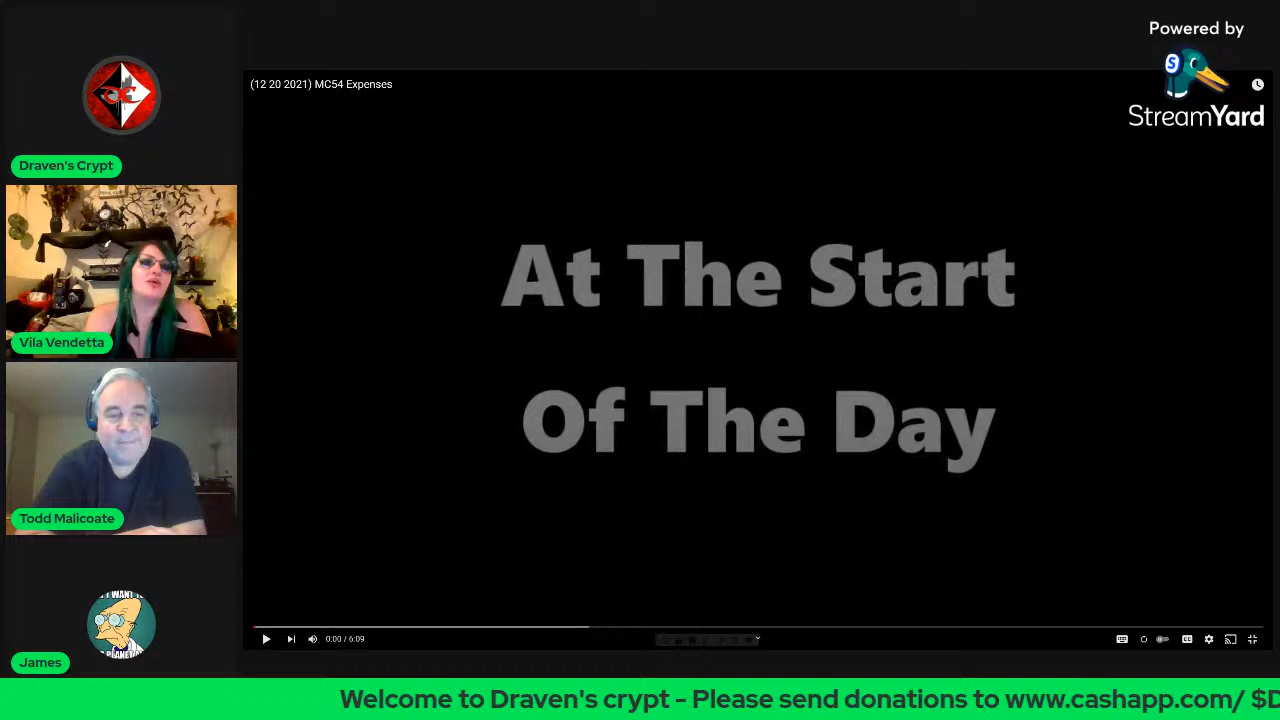 Powered by
StreamYard
(12 20 2021) MC54 Expenses
At The Start
Of The Day
Draven's Crypt
Vila Vendetta
Todd Malicoate
James
0:00 / 6:09
Welcome to Draven's crypt - Please send donations to www.cashapp.com/ $D